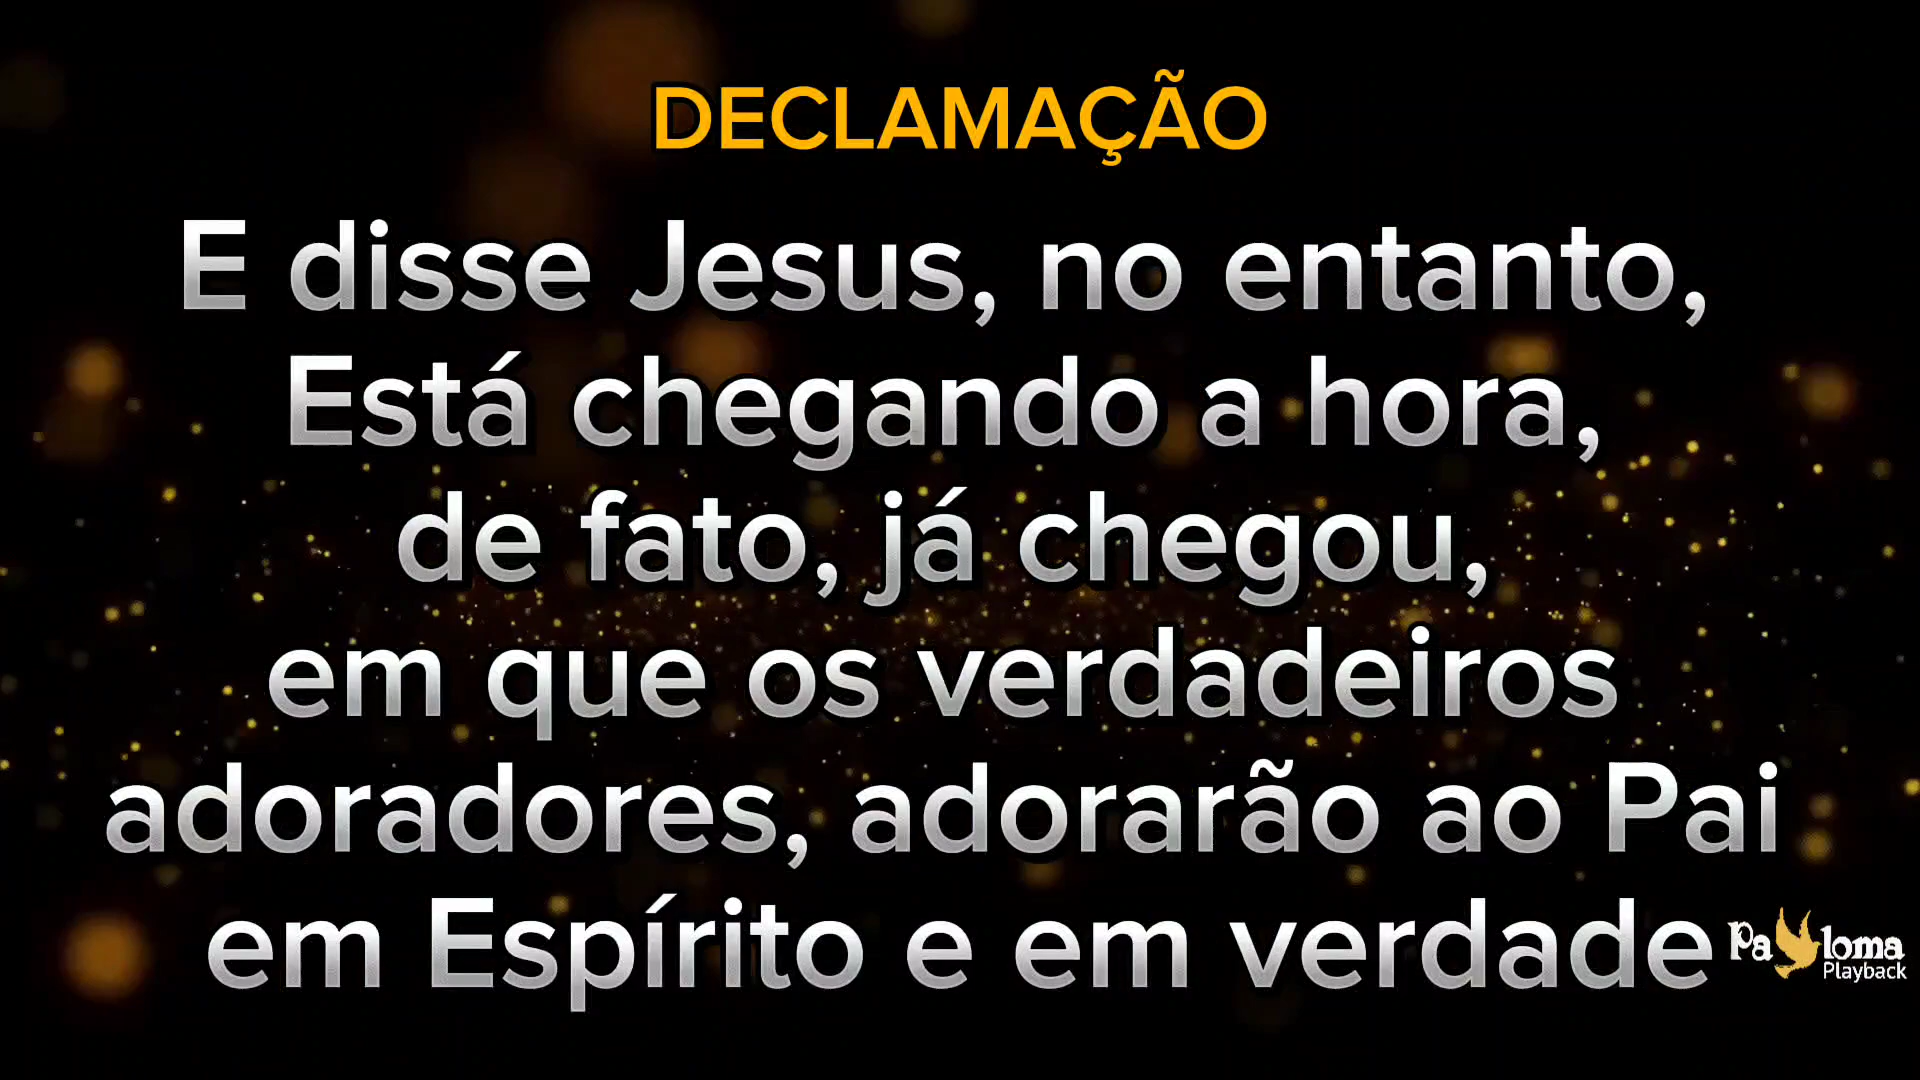 DECLAMAÇÃO
E disse Jesus, no entanto,
Está chegando a hora,
de fato, já chegou,
em que os verdadeiros
adoradores, adorarão ao Pai
em Espírito e em verdade
Paloma
Playback